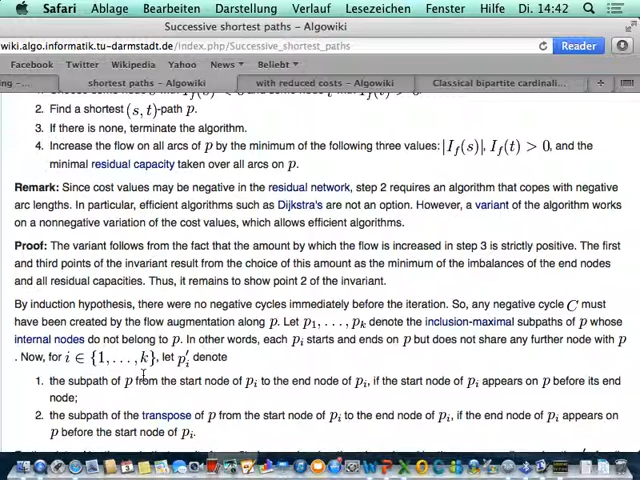 Safari Ablage Bearbeiten Darstellung Verlauf Lesezeichen Fenster Hilfe Di. 14:42
Successive shortest paths - Algowiki
wiki.algo.informatik.tu-darmstadt.de/index.php/Successive_shortest_paths Reader
Facebook Twitter Wikipedia Yahoo News Beliebt
shortest paths - Algowiki with reduced costs - Algowiki Classical bipartite cardinali...
2. Find a shortest (s, t)-path p.
3. If there is none, terminate the algorithm.
4. Increase the flow on all arcs of p by the minimum of the following three values: |I_f(s)|, I_f(t) > 0, and the
minimal residual capacity taken over all arcs on p.
Remark: Since cost values may be negative in the residual network, step 2 requires an algorithm that copes with negative
arc lengths. In particular, efficient algorithms such as Dijkstra's are not an option. However, a variant of the algorithm works
on a nonnegative variation of the cost values, which allows efficient algorithms.
Proof: The variant follows from the fact that the amount by which the flow is increased in step 3 is strictly positive. The first
and third points of the invariant result from the choice of this amount as the minimum of the imbalances of the end nodes
and all residual capacities. Thus, it remains to show point 2 of the invariant.
By induction hypothesis, there were no negative cycles immediately before the iteration. So, any negative cycle C must
have been created by the flow augmentation along p. Let p₁, . . . , pₖ denote the inclusion-maximal subpaths of p whose
internal nodes do not belong to p. In other words, each pᵢ starts and ends on p but does not share any further node with p
. Now, for i ∈ {1, . . . , k}, let p′ᵢ denote
1. the subpath of p from the start node of pᵢ to the end node of pᵢ, if the start node of pᵢ appears on p before its end
node;
2. the subpath of the transpose of p from the start node of pᵢ to the end node of pᵢ, if the end node of pᵢ appears on
p before the start node of pᵢ.